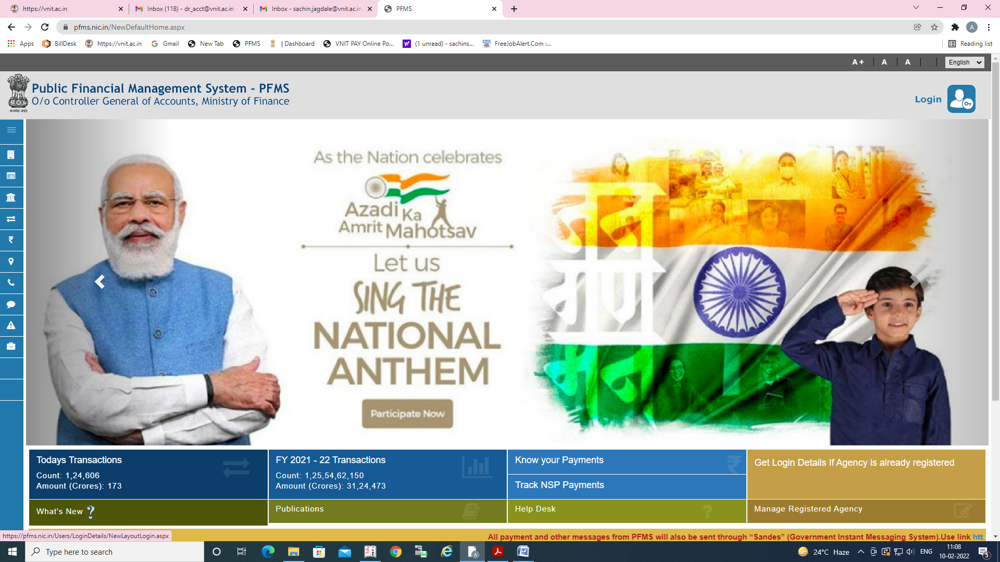 https://vnit.ac.in
Inbox (118) - dr_acct@vnit.ac.in -
Inbox - sachin.jagdale@vnit.ac.in
PFMS
pfms.nic.in/NewDefaultHome.aspx
A
Apps
BillDesk
https://vnit.ac.in
Gmail
New Tab
PFMS
| Dashboard
VNIT PAY Online Po...
(1 unread) - sachins...
FreeJobAlert.Com :...
Reading list
A+ A A
English
Public Financial Management System - PFMS
O/o Controller General of Accounts, Ministry of Finance
सत्यमेव जयते
Login
As the Nation celebrates
Azadi Ka
Amrit Mahotsav
Let us
SING THE
NATIONAL
ANTHEM
Participate Now
जन
गण
मन
Todays Transactions
Count: 1,24,606
Amount (Crores): 173
FY 2021 - 22 Transactions
Count: 1,25,54,62,150
Amount (Crores): 31,24,473
Know your Payments
Track NSP Payments
Get Login Details If Agency is already registered
What's New ?
Publications
Help Desk
Manage Registered Agency
https://pfms.nic.in/Users/LoginDetails/NewLayoutLogin.aspx
All payment and other messages from PFMS will also be sent through “Sandes” (Government Instant Messaging System).Use link htt
Type here to search
24°C Haze
ENG
11:08
10-02-2022
5